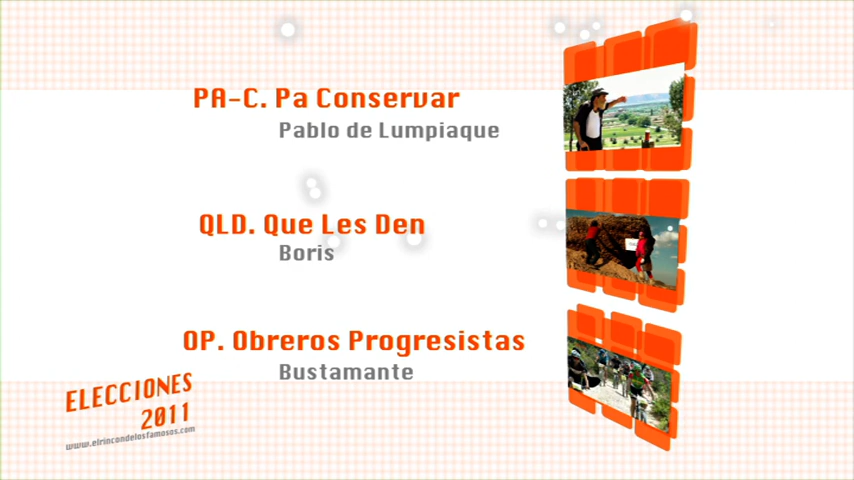 PA-C. Pa Conservar
Pablo de Lumpiaque
QLD. Que Les Den
Boris
OP. Obreros Progresistas
Bustamante
ELECCIONES
2011
www.elrincondelosfamosos.com